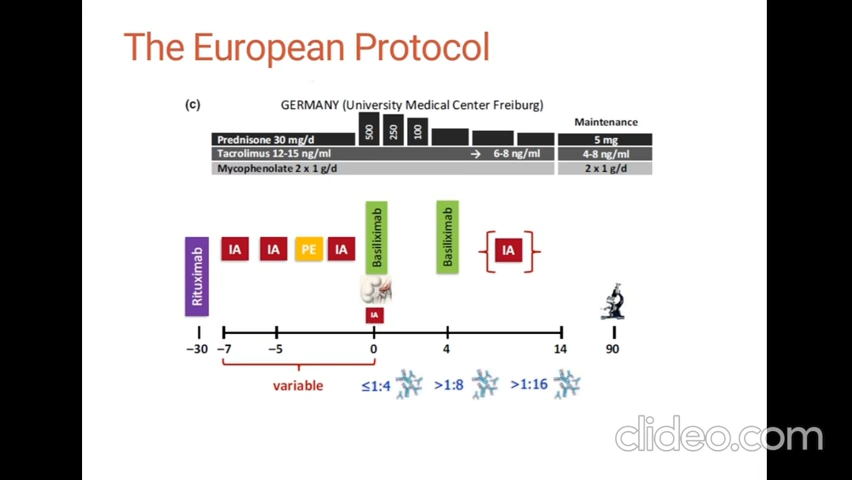 The European Protocol
(c) GERMANY (University Medical Center Freiburg)
Maintenance
500 250 100
Prednisone 30 mg/d 5 mg
Tacrolimus 12-15 ng/ml → 6-8 ng/ml 4-8 ng/ml
Mycophenolate 2 x 1 g/d 2 x 1 g/d
Rituximab IA IA PE IA Basiliximab Basiliximab { IA }
IA
–30 -7 –5 0 4 14 90
variable ≤1:4 >1:8 >1:16
clideo.com